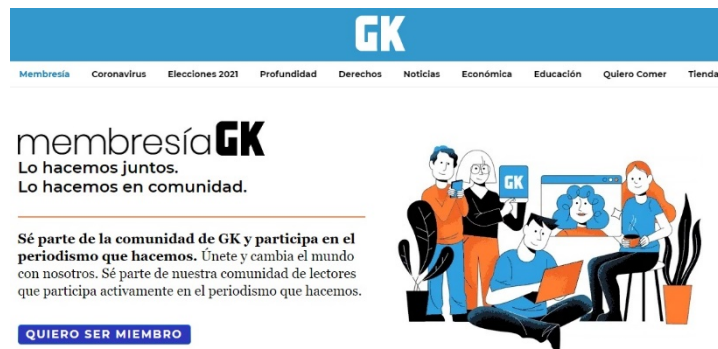 GK
Membresía Coronavirus Elecciones 2021 Profundidad Derechos Noticias Económica Educación Quiero Comer Tienda
membresía GK
Lo hacemos juntos.
Lo hacemos en comunidad.
Sé parte de la comunidad de GK y participa en el
periodismo que hacemos. Únete y cambia el mundo
con nosotros. Sé parte de nuestra comunidad de lectores
que participa activamente en el periodismo que hacemos.
QUIERO SER MIEMBRO
GK